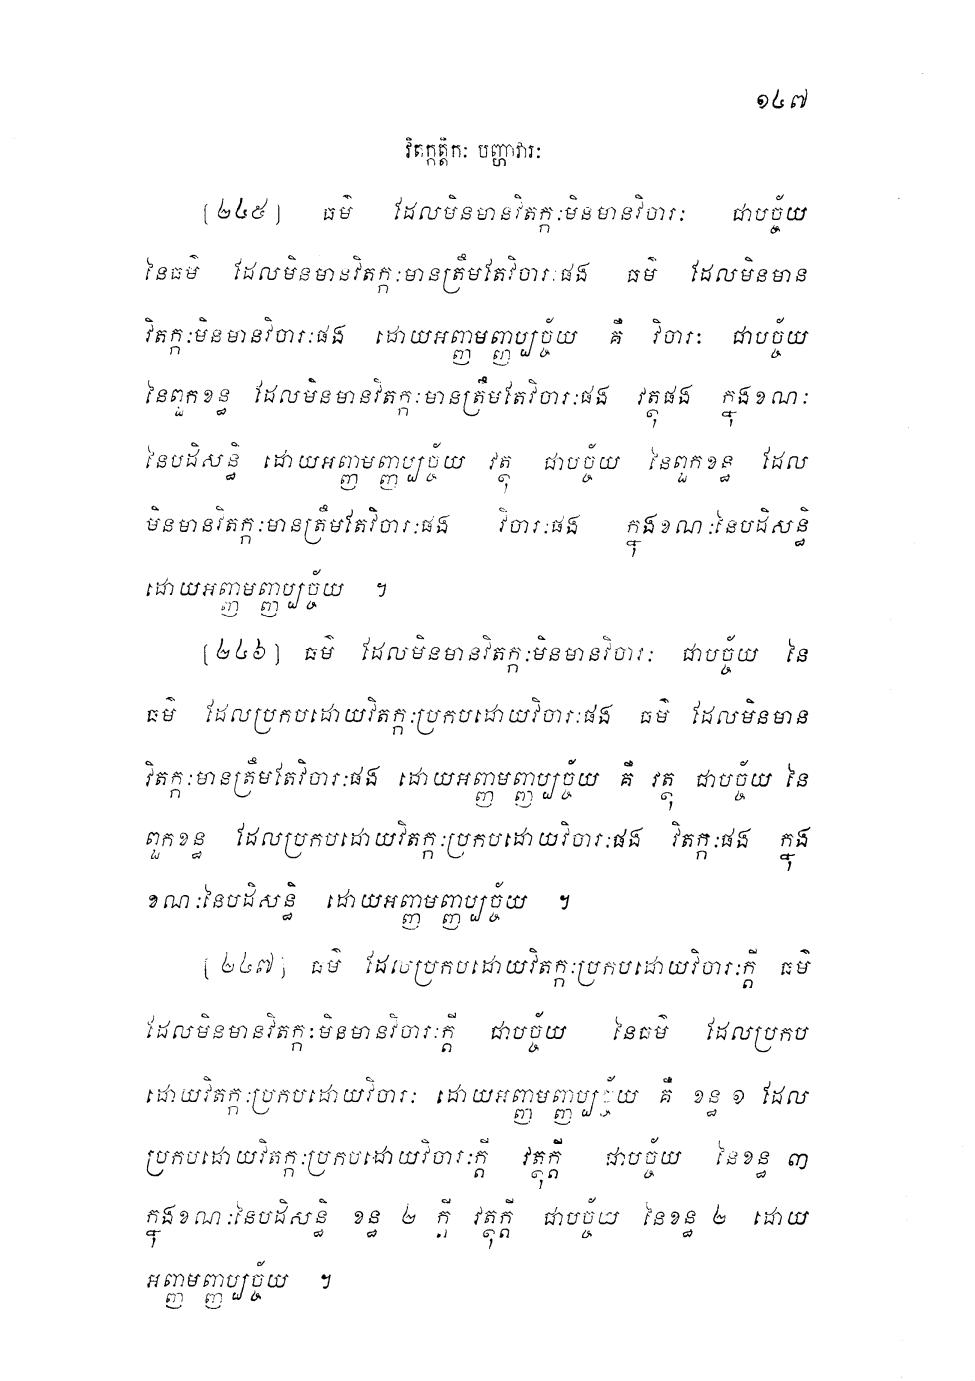 ១៤៧
វិតក្កត្តិកៈ បញ្ហាវារៈ
[២៤៥] ធម៌ ដែលមិនមានវិតក្កៈមិនមានវិចារៈ ជាបច្ច័យ
នៃធម៌ ដែលមិនមានវិតក្កៈមានត្រឹមតែវិចារៈផង ធម៌ ដែលមិនមាន
វិតក្កៈមិនមានវិចារៈផង ដោយអញ្ញាមញ្ញប្បច្ច័យ គឺ វិចារៈ ជាបច្ច័យ
នៃពួកខន្ធ ដែលមិនមានវិតក្កៈមានត្រឹមតែវិចារៈផង វត្ថុផង ក្នុងខណៈ
នៃបដិសន្ធិ ដោយអញ្ញាមញ្ញប្បច្ច័យ វត្ថុ ជាបច្ច័យ នៃពួកខន្ធ ដែល
មិនមានវិតក្កៈមានត្រឹមតែវិចារៈផង វិចារៈផង ក្នុងខណៈនៃបដិសន្ធិ
ដោយអញ្ញាមញ្ញប្បច្ច័យ ។
[២៤៦] ធម៌ ដែលមិនមានវិតក្កៈមិនមានវិចារៈ ជាបច្ច័យ នៃ
ធម៌ ដែលប្រកបដោយវិតក្កៈប្រកបដោយវិចារៈផង ធម៌ ដែលមិនមាន
វិតក្កៈមានត្រឹមតែវិចារៈផង ដោយអញ្ញាមញ្ញប្បច្ច័យ គឺ វត្ថុ ជាបច្ច័យ នៃ
ពួកខន្ធ ដែលប្រកបដោយវិតក្កៈប្រកបដោយវិចារៈផង វិតក្កៈផង ក្នុង
ខណៈនៃបដិសន្ធិ ដោយអញ្ញាមញ្ញប្បច្ច័យ ។
[២៤៧] ធម៌ ដែលប្រកបដោយវិតក្កៈប្រកបដោយវិចារៈក្តី ធម៌
ដែលមិនមានវិតក្កៈមិនមានវិចារៈក្តី ជាបច្ច័យ នៃធម៌ ដែលប្រកប
ដោយវិតក្កៈប្រកបដោយវិចារៈ ដោយអញ្ញាមញ្ញប្បច្ច័យ គឺ ខន្ធ ១ ដែល
ប្រកបដោយវិតក្កៈប្រកបដោយវិចារៈក្តី វត្ថុក្តី ជាបច្ច័យ នៃខន្ធ ៣
ក្នុងខណៈនៃបដិសន្ធិ ខន្ធ ២ ក្តី វត្ថុក្តី ជាបច្ច័យ នៃខន្ធ ២ ដោយ
អញ្ញាមញ្ញប្បច្ច័យ ។